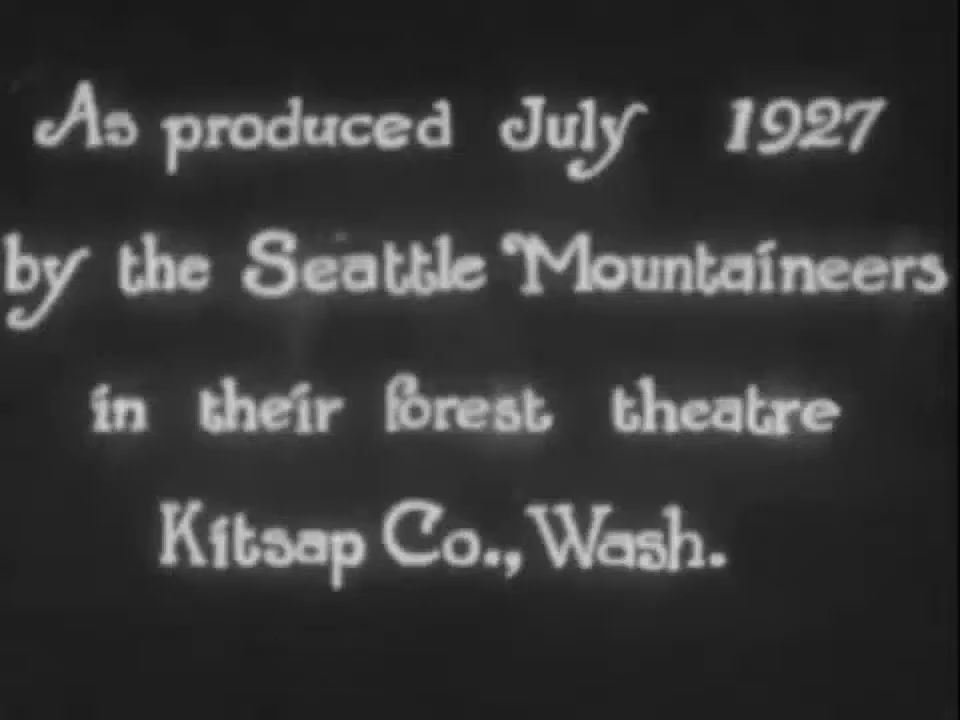 As produced July 1927
by the Seattle Mountaineers
in their forest theatre
Kitsap Co., Wash.